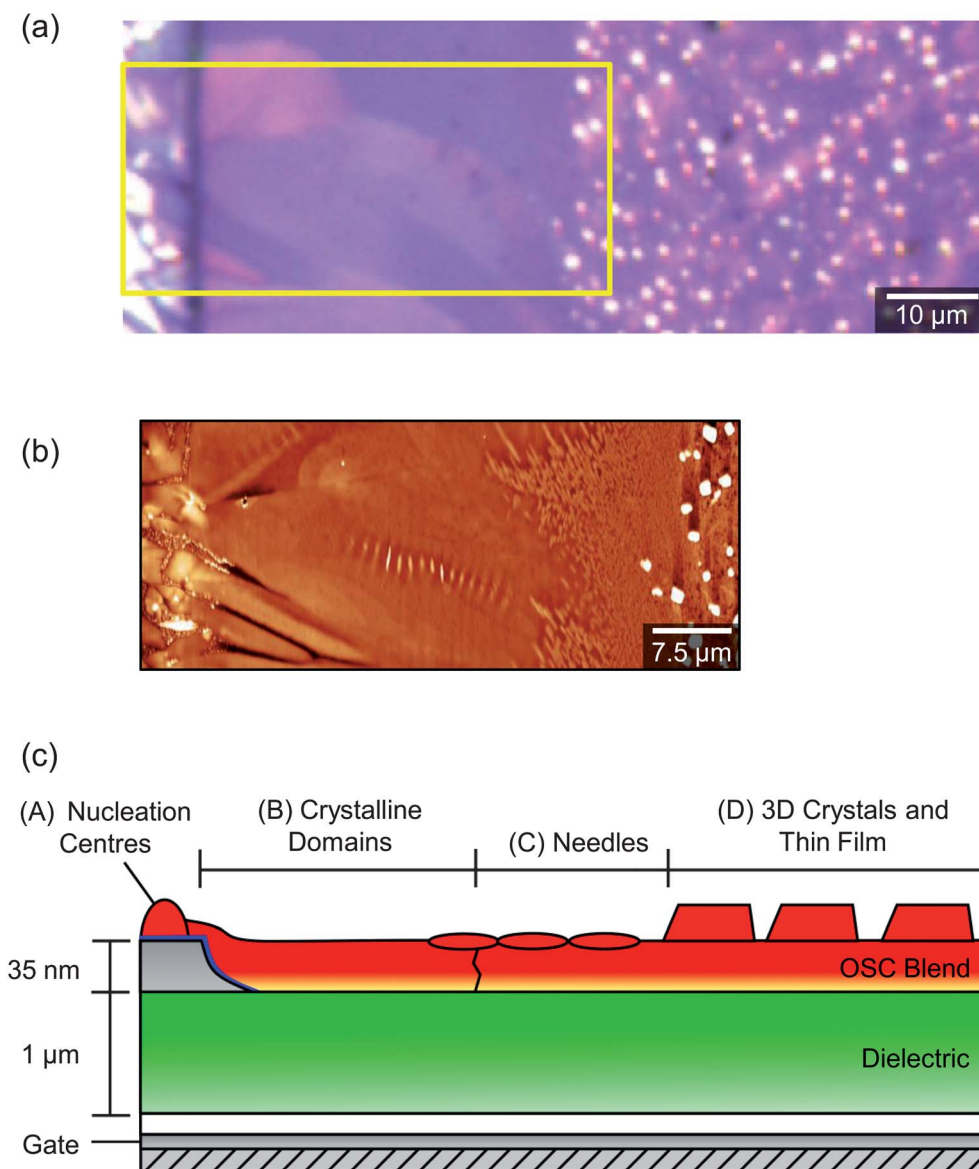 (a)
10 µm
(b)
7.5 µm
(c)
(A) Nucleation
Centres
(B) Crystalline
Domains
(C) Needles
(D) 3D Crystals and
Thin Film
35 nm
OSC Blend
1 µm
Dielectric
Gate